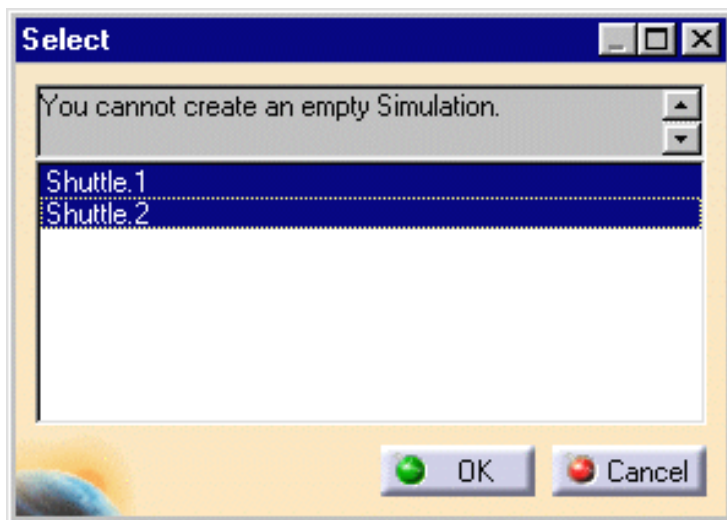 Select
You cannot create an empty Simulation.
Shuttle.1
Shuttle.2
OK
Cancel